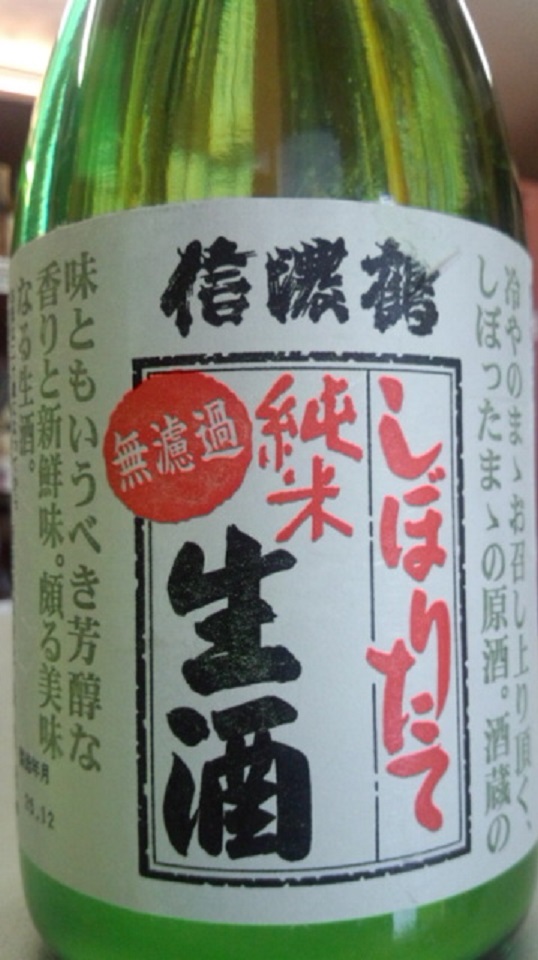 信濃鶴
しぼりたて
純米
無濾過
生酒
冷やのまゝお召し上り頂く、
しぼったまゝの原酒。酒蔵の
味ともいうべき芳醇な
香りと新鮮味。頗る美味
なる生酒。